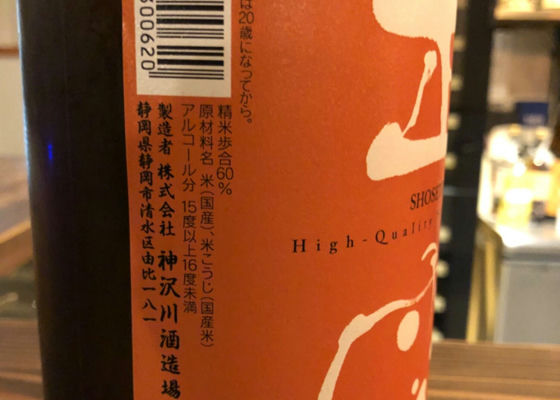 は20歳になってから。
精米歩合60%
原材料名 米(国産)、米こうじ(国産米)
アルコール分 15度以上16度未満
製造者 株式会社 神沢川酒造場
静岡県静岡市清水区由比一八一
600620
SHOSE
High-Quality
正